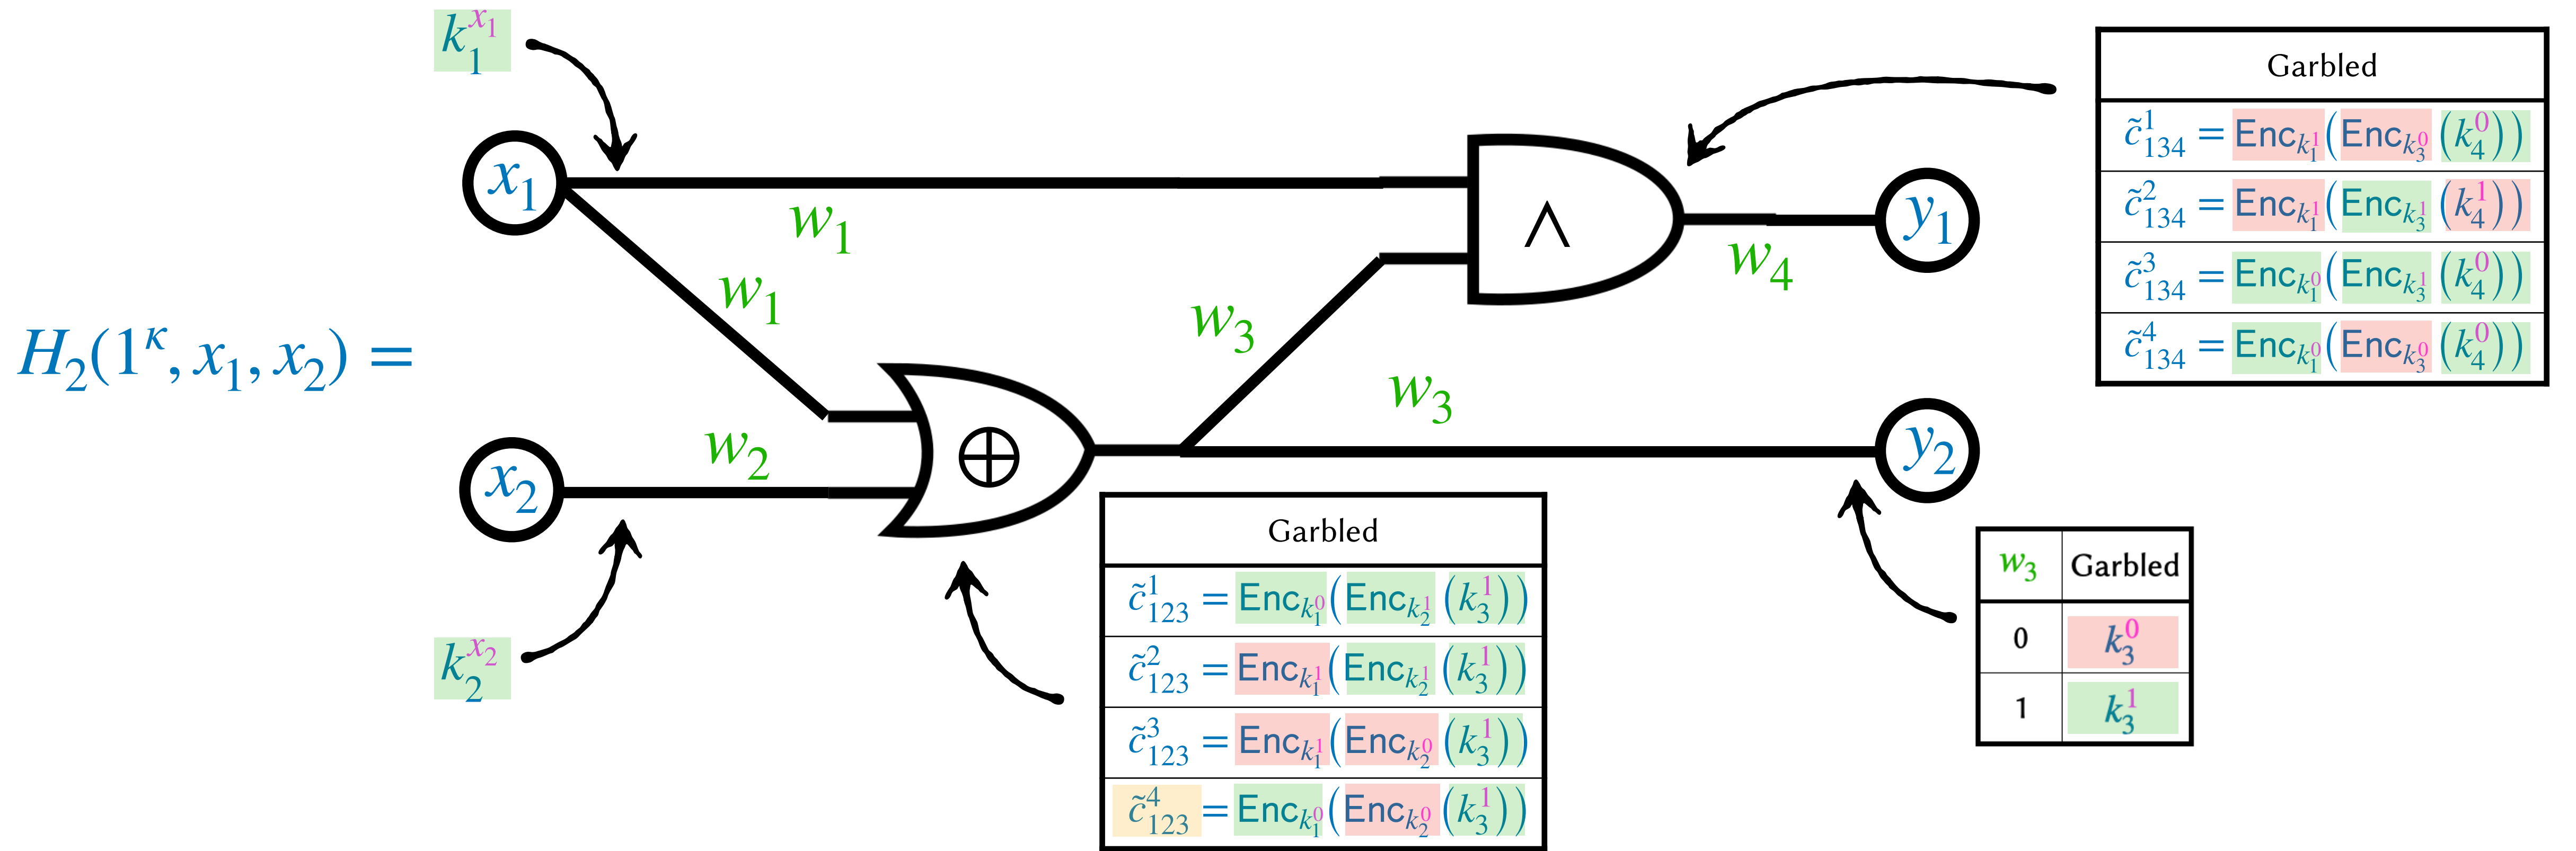 k_1^{x_1}
Garbled
c̃_{134}^1 = Enc_{k_1^1}(Enc_{k_3^0}(k_4^0))
x_1
c̃_{134}^2 = Enc_{k_1^1}(Enc_{k_3^1}(k_4^1))
w_1
∧
y_1
w_4
c̃_{134}^3 = Enc_{k_1^0}(Enc_{k_3^1}(k_4^0))
w_1
w_3
H_2(1^κ, x_1, x_2) =
c̃_{134}^4 = Enc_{k_1^0}(Enc_{k_3^0}(k_4^0))
w_3
w_2
⊕
y_2
x_2
Garbled
w_3 Garbled
c̃_{123}^1 = Enc_{k_1^0}(Enc_{k_2^1}(k_3^1))
0 k_3^0
k_2^{x_2}
c̃_{123}^2 = Enc_{k_1^1}(Enc_{k_2^1}(k_3^1))
1 k_3^1
c̃_{123}^3 = Enc_{k_1^1}(Enc_{k_2^0}(k_3^1))
c̃_{123}^4 = Enc_{k_1^0}(Enc_{k_2^0}(k_3^1))